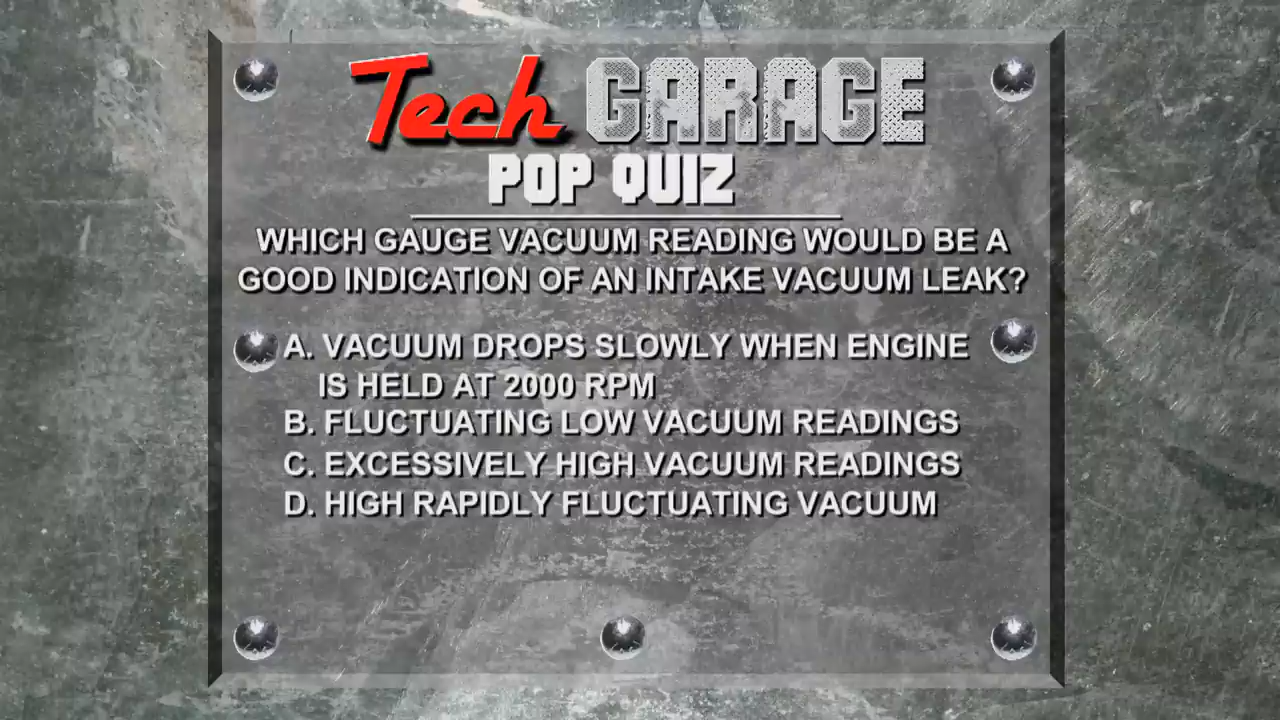 Tech GARAGE
POP QUIZ
WHICH GAUGE VACUUM READING WOULD BE A
GOOD INDICATION OF AN INTAKE VACUUM LEAK?
A. VACUUM DROPS SLOWLY WHEN ENGINE
IS HELD AT 2000 RPM
B. FLUCTUATING LOW VACUUM READINGS
C. EXCESSIVELY HIGH VACUUM READINGS
D. HIGH RAPIDLY FLUCTUATING VACUUM